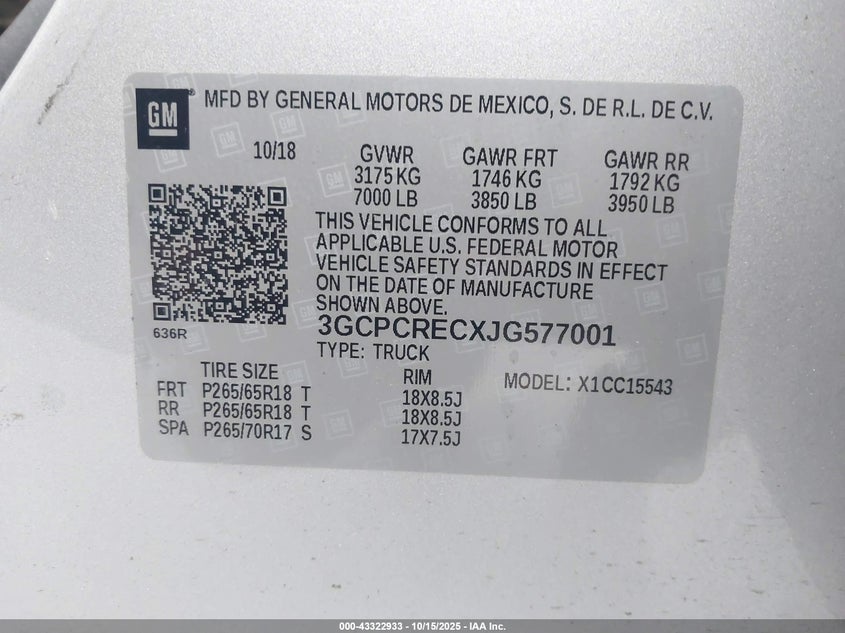 GM® MFD BY GENERAL MOTORS DE MEXICO, S. DE R.L. DE C.V.
10/18 GVWR GAWR FRT GAWR RR
3175 KG 1746 KG 1792 KG
7000 LB 3850 LB 3950 LB
THIS VEHICLE CONFORMS TO ALL
APPLICABLE U.S. FEDERAL MOTOR
VEHICLE SAFETY STANDARDS IN EFFECT
ON THE DATE OF MANUFACTURE
SHOWN ABOVE.
636R
3GCPCRECXJG577001
TYPE: TRUCK
TIRE SIZE RIM MODEL: X1CC15543
FRT P265/65R18 T 18X8.5J
RR P265/65R18 T 18X8.5J
SPA P265/70R17 S 17X7.5J
000-43322933 - 10/15/2025 - IAA Inc.